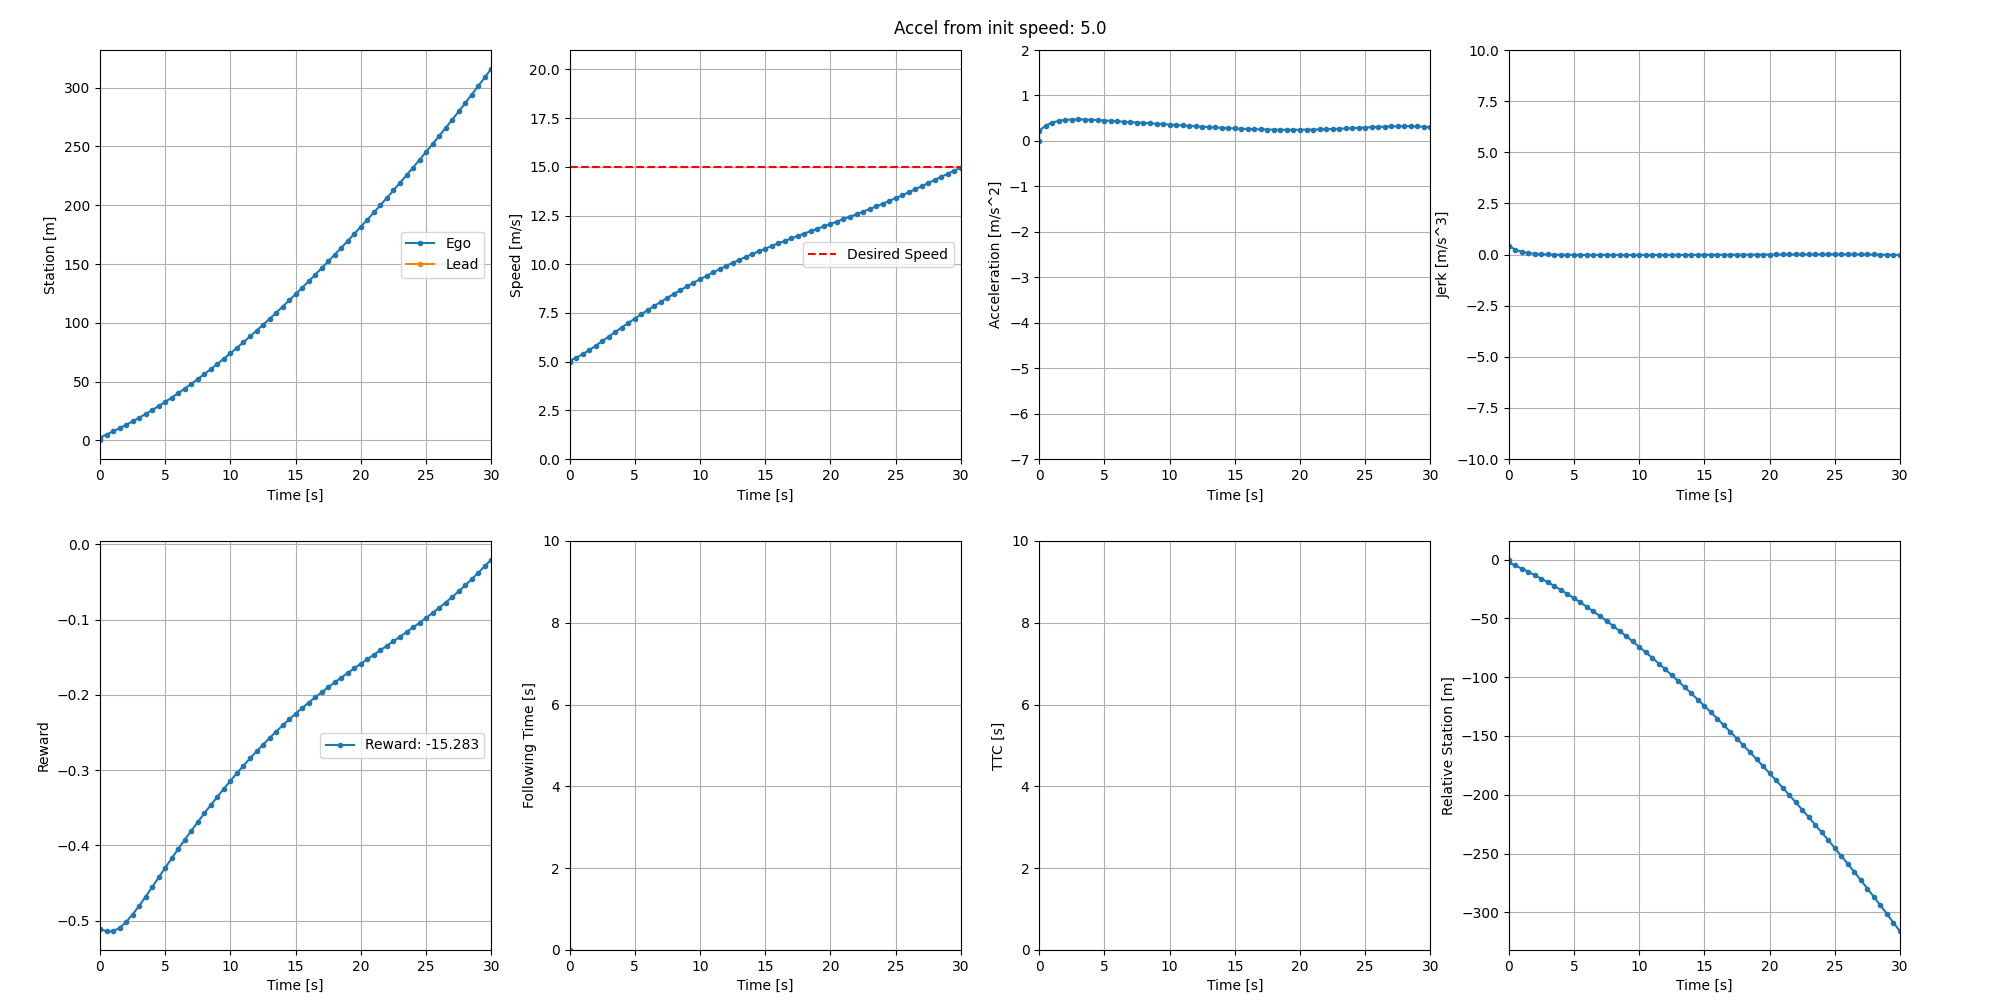 Accel from init speed: 5.0
Station [m]
300
250
200
150
100
50
0
Ego
Lead
0 5 10 15 20 25 30
Time [s]
Speed [m/s]
20.0
17.5
15.0
12.5
10.0
7.5
5.0
2.5
0.0
Desired Speed
0 5 10 15 20 25 30
Time [s]
Acceleration [m/s^2]
2
1
0
−1
−2
−3
−4
−5
−6
−7
0 5 10 15 20 25 30
Time [s]
Jerk [m/s^3]
10.0
7.5
5.0
2.5
0.0
−2.5
−5.0
−7.5
−10.0
0 5 10 15 20 25 30
Time [s]
Reward
0.0
−0.1
−0.2
−0.3
−0.4
−0.5
Reward: -15.283
0 5 10 15 20 25 30
Time [s]
Following Time [s]
10
8
6
4
2
0
0 5 10 15 20 25 30
Time [s]
TTC [s]
10
8
6
4
2
0
0 5 10 15 20 25 30
Time [s]
Relative Station [m]
0
−50
−100
−150
−200
−250
−300
0 5 10 15 20 25 30
Time [s]